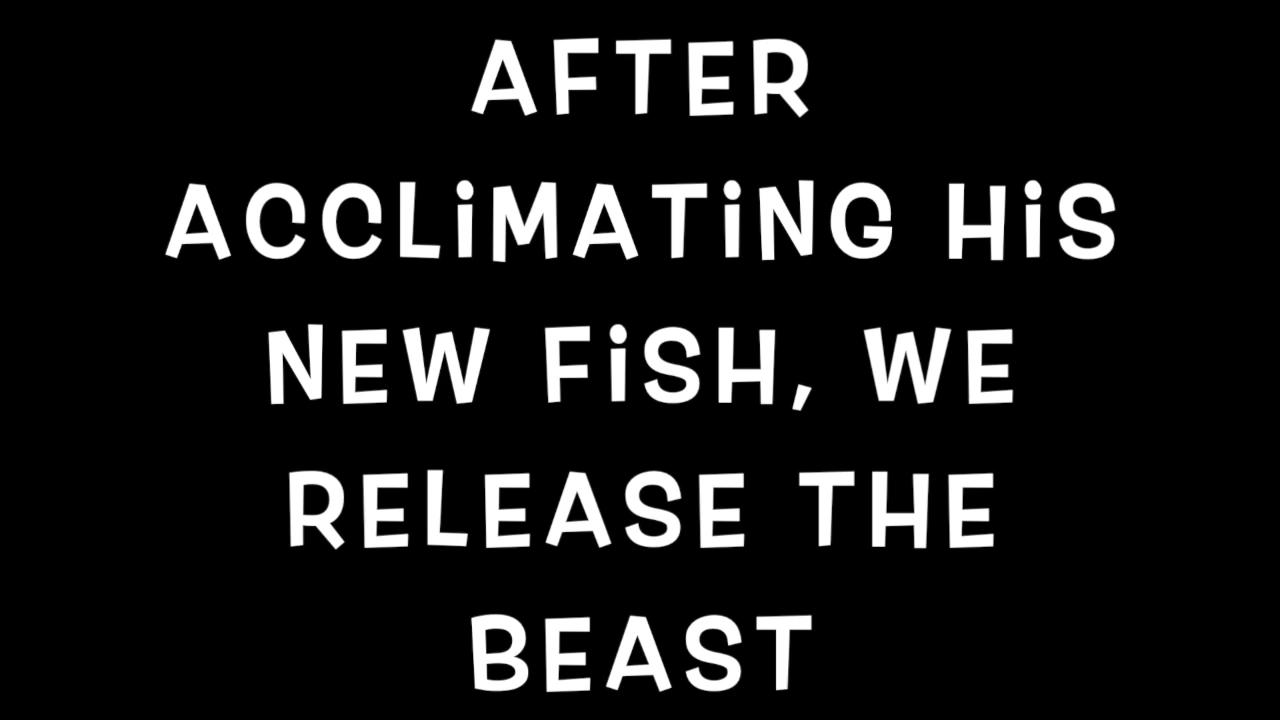 AFTER
ACCLiMATiNG HiS
NEW FiSH, WE
RELEASE THE
BEAST